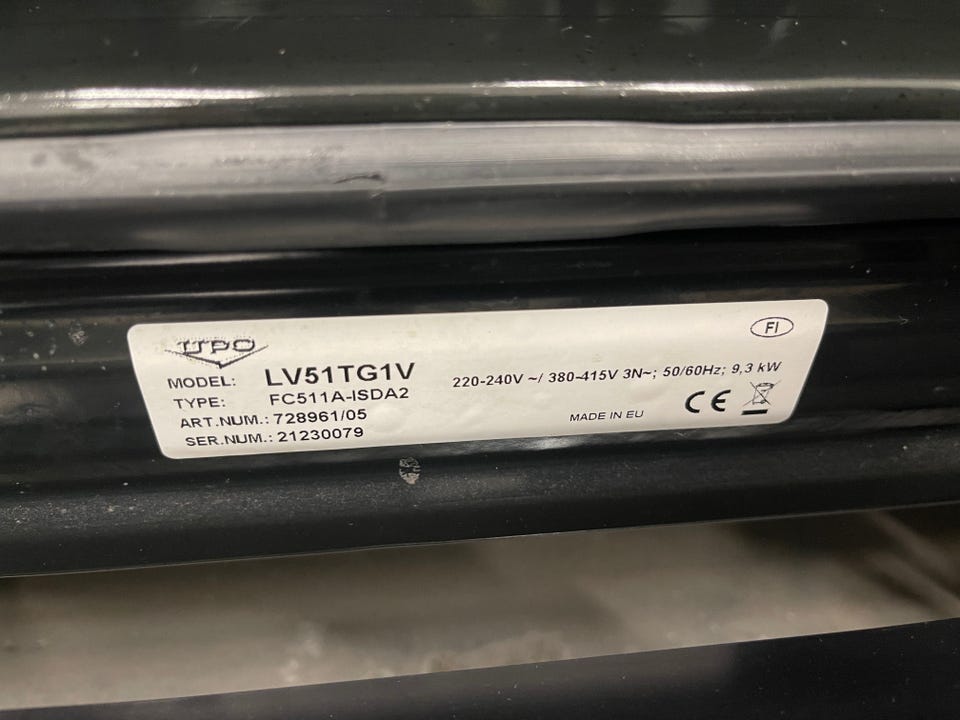 UPO
FI
MODEL: LV51TG1V
220-240V ~/ 380-415V 3N~; 50/60Hz; 9,3 kW
TYPE: FC511A-ISDA2
ART.NUM.: 728961/05
MADE IN EU
CE
SER.NUM.: 21230079